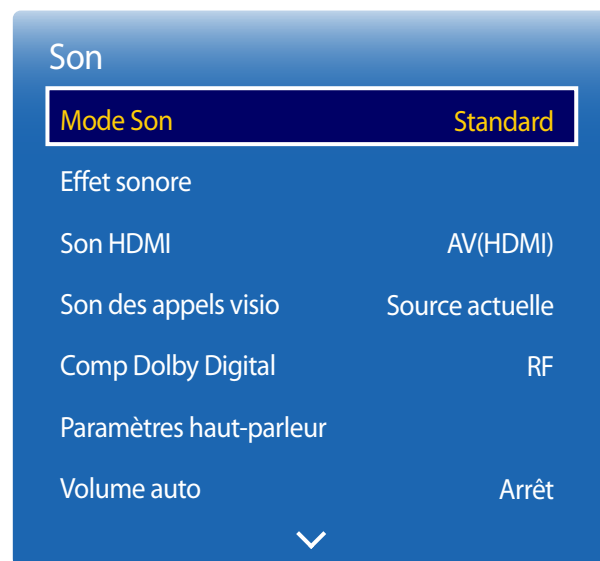 Son
Mode Son Standard
Effet sonore
Son HDMI AV(HDMI)
Son des appels visio Source actuelle
Comp Dolby Digital RF
Paramètres haut-parleur
Volume auto Arrêt